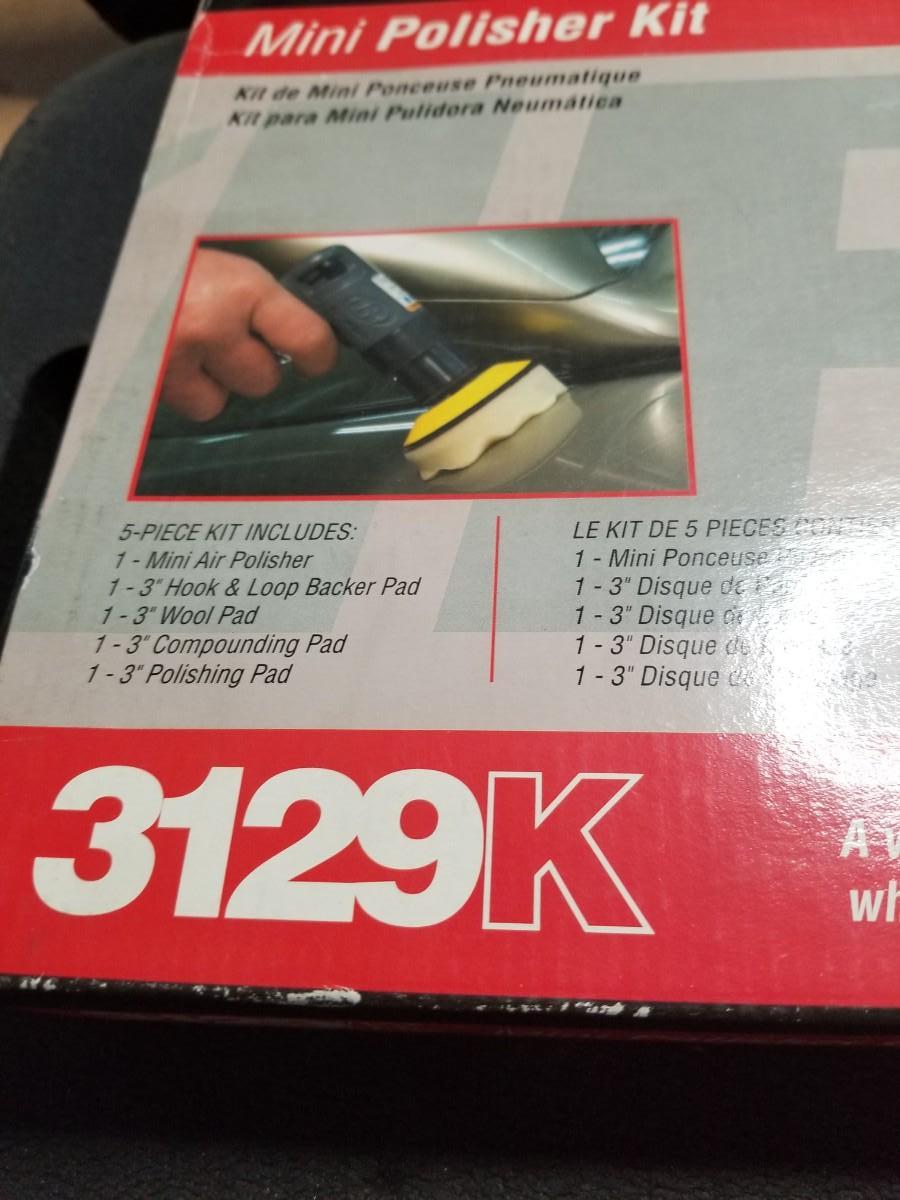 Mini Polisher Kit
Kit de Mini Ponceuse Pneumatique
Kit para Mini Pulidora Neumática
5-PIECE KIT INCLUDES:
1 - Mini Air Polisher
1 - 3" Hook & Loop Backer Pad
1 - 3" Wool Pad
1 - 3" Compounding Pad
1 - 3" Polishing Pad
LE KIT DE 5 PIECES
1 - Mini Ponceuse
1 - 3" Disque de
1 - 3" Disque
1 - 3" Disque
1 - 3" Disque
3129K
A
wh